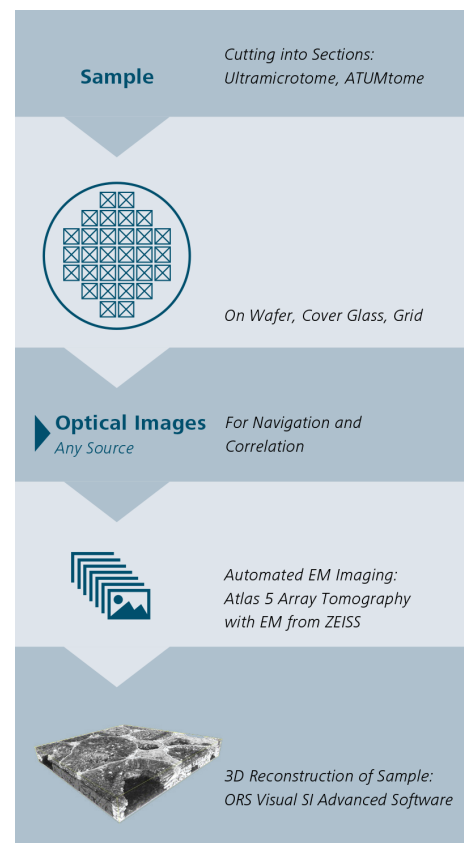 Sample
Cutting into Sections:
Ultramicrotome, ATUMtome
On Wafer, Cover Glass, Grid
Optical Images
Any Source
For Navigation and
Correlation
Automated EM Imaging:
Atlas 5 Array Tomography
with EM from ZEISS
3D Reconstruction of Sample:
ORS Visual SI Advanced Software